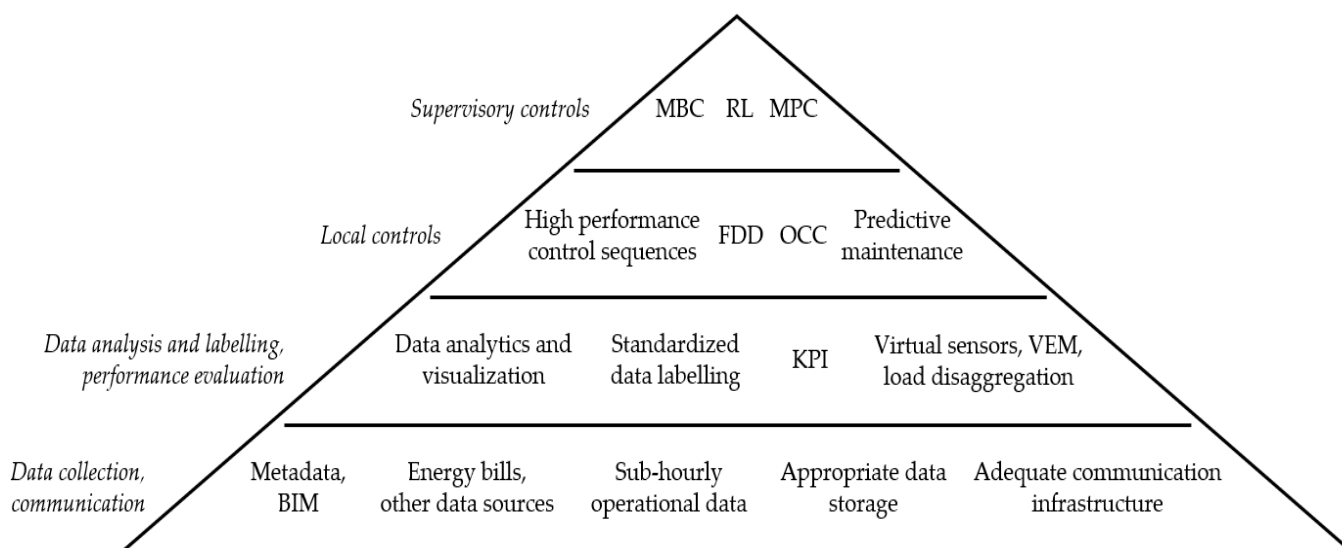 Supervisory controls
MBC RL MPC
Local controls
High performance
control sequences
FDD OCC
Predictive
maintenance
Data analysis and labelling,
performance evaluation
Data analytics and
visualization
Standardized
data labelling
KPI
Virtual sensors, VEM,
load disaggregation
Data collection,
communication
Metadata,
BIM
Energy bills,
other data sources
Sub-hourly
operational data
Appropriate data
storage
Adequate communication
infrastructure